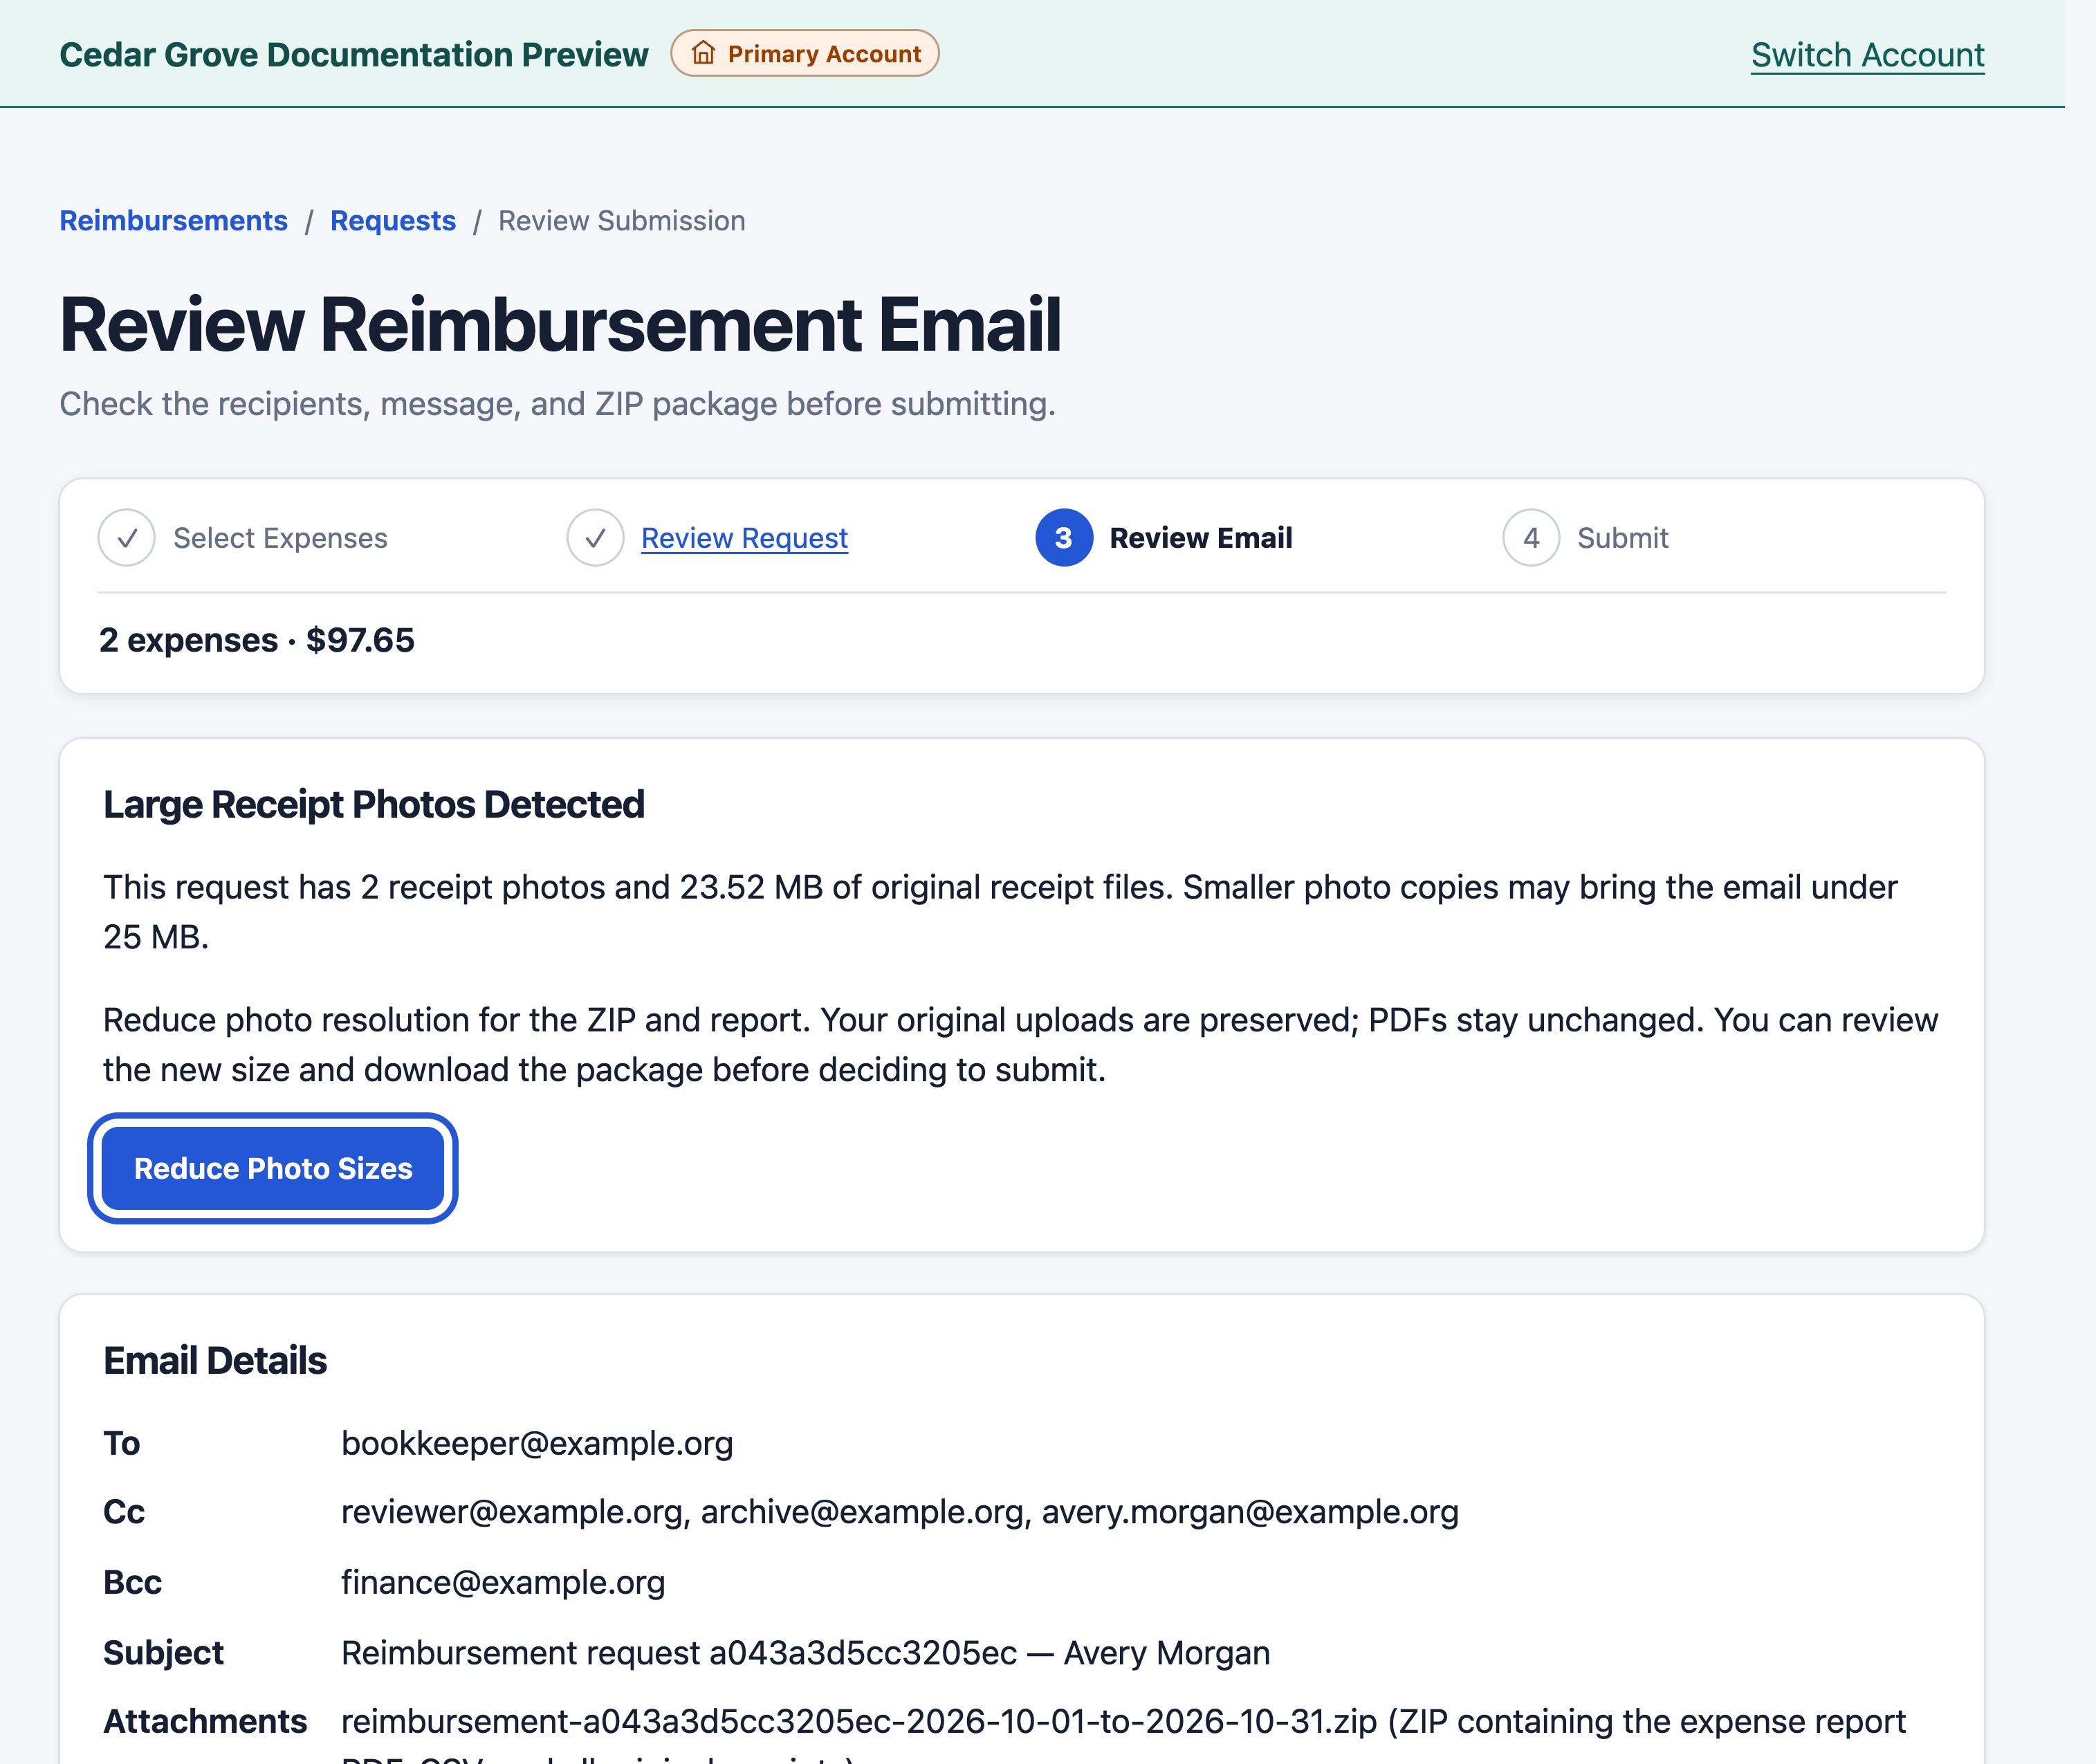 Cedar Grove Documentation Preview
Primary Account
Switch Account
Reimbursements / Requests / Review Submission
Review Reimbursement Email
Check the recipients, message, and ZIP package before submitting.
Select Expenses
Review Request
3 Review Email
4 Submit
2 expenses · $97.65
Large Receipt Photos Detected
This request has 2 receipt photos and 23.52 MB of original receipt files. Smaller photo copies may bring the email under
25 MB.
Reduce photo resolution for the ZIP and report. Your original uploads are preserved; PDFs stay unchanged. You can review
the new size and download the package before deciding to submit.
Reduce Photo Sizes
Email Details
To bookkeeper@example.org
Cc reviewer@example.org, archive@example.org, avery.morgan@example.org
Bcc finance@example.org
Subject Reimbursement request a043a3d5cc3205ec — Avery Morgan
Attachments reimbursement-a043a3d5cc3205ec-2026-10-01-to-2026-10-31.zip (ZIP containing the expense report